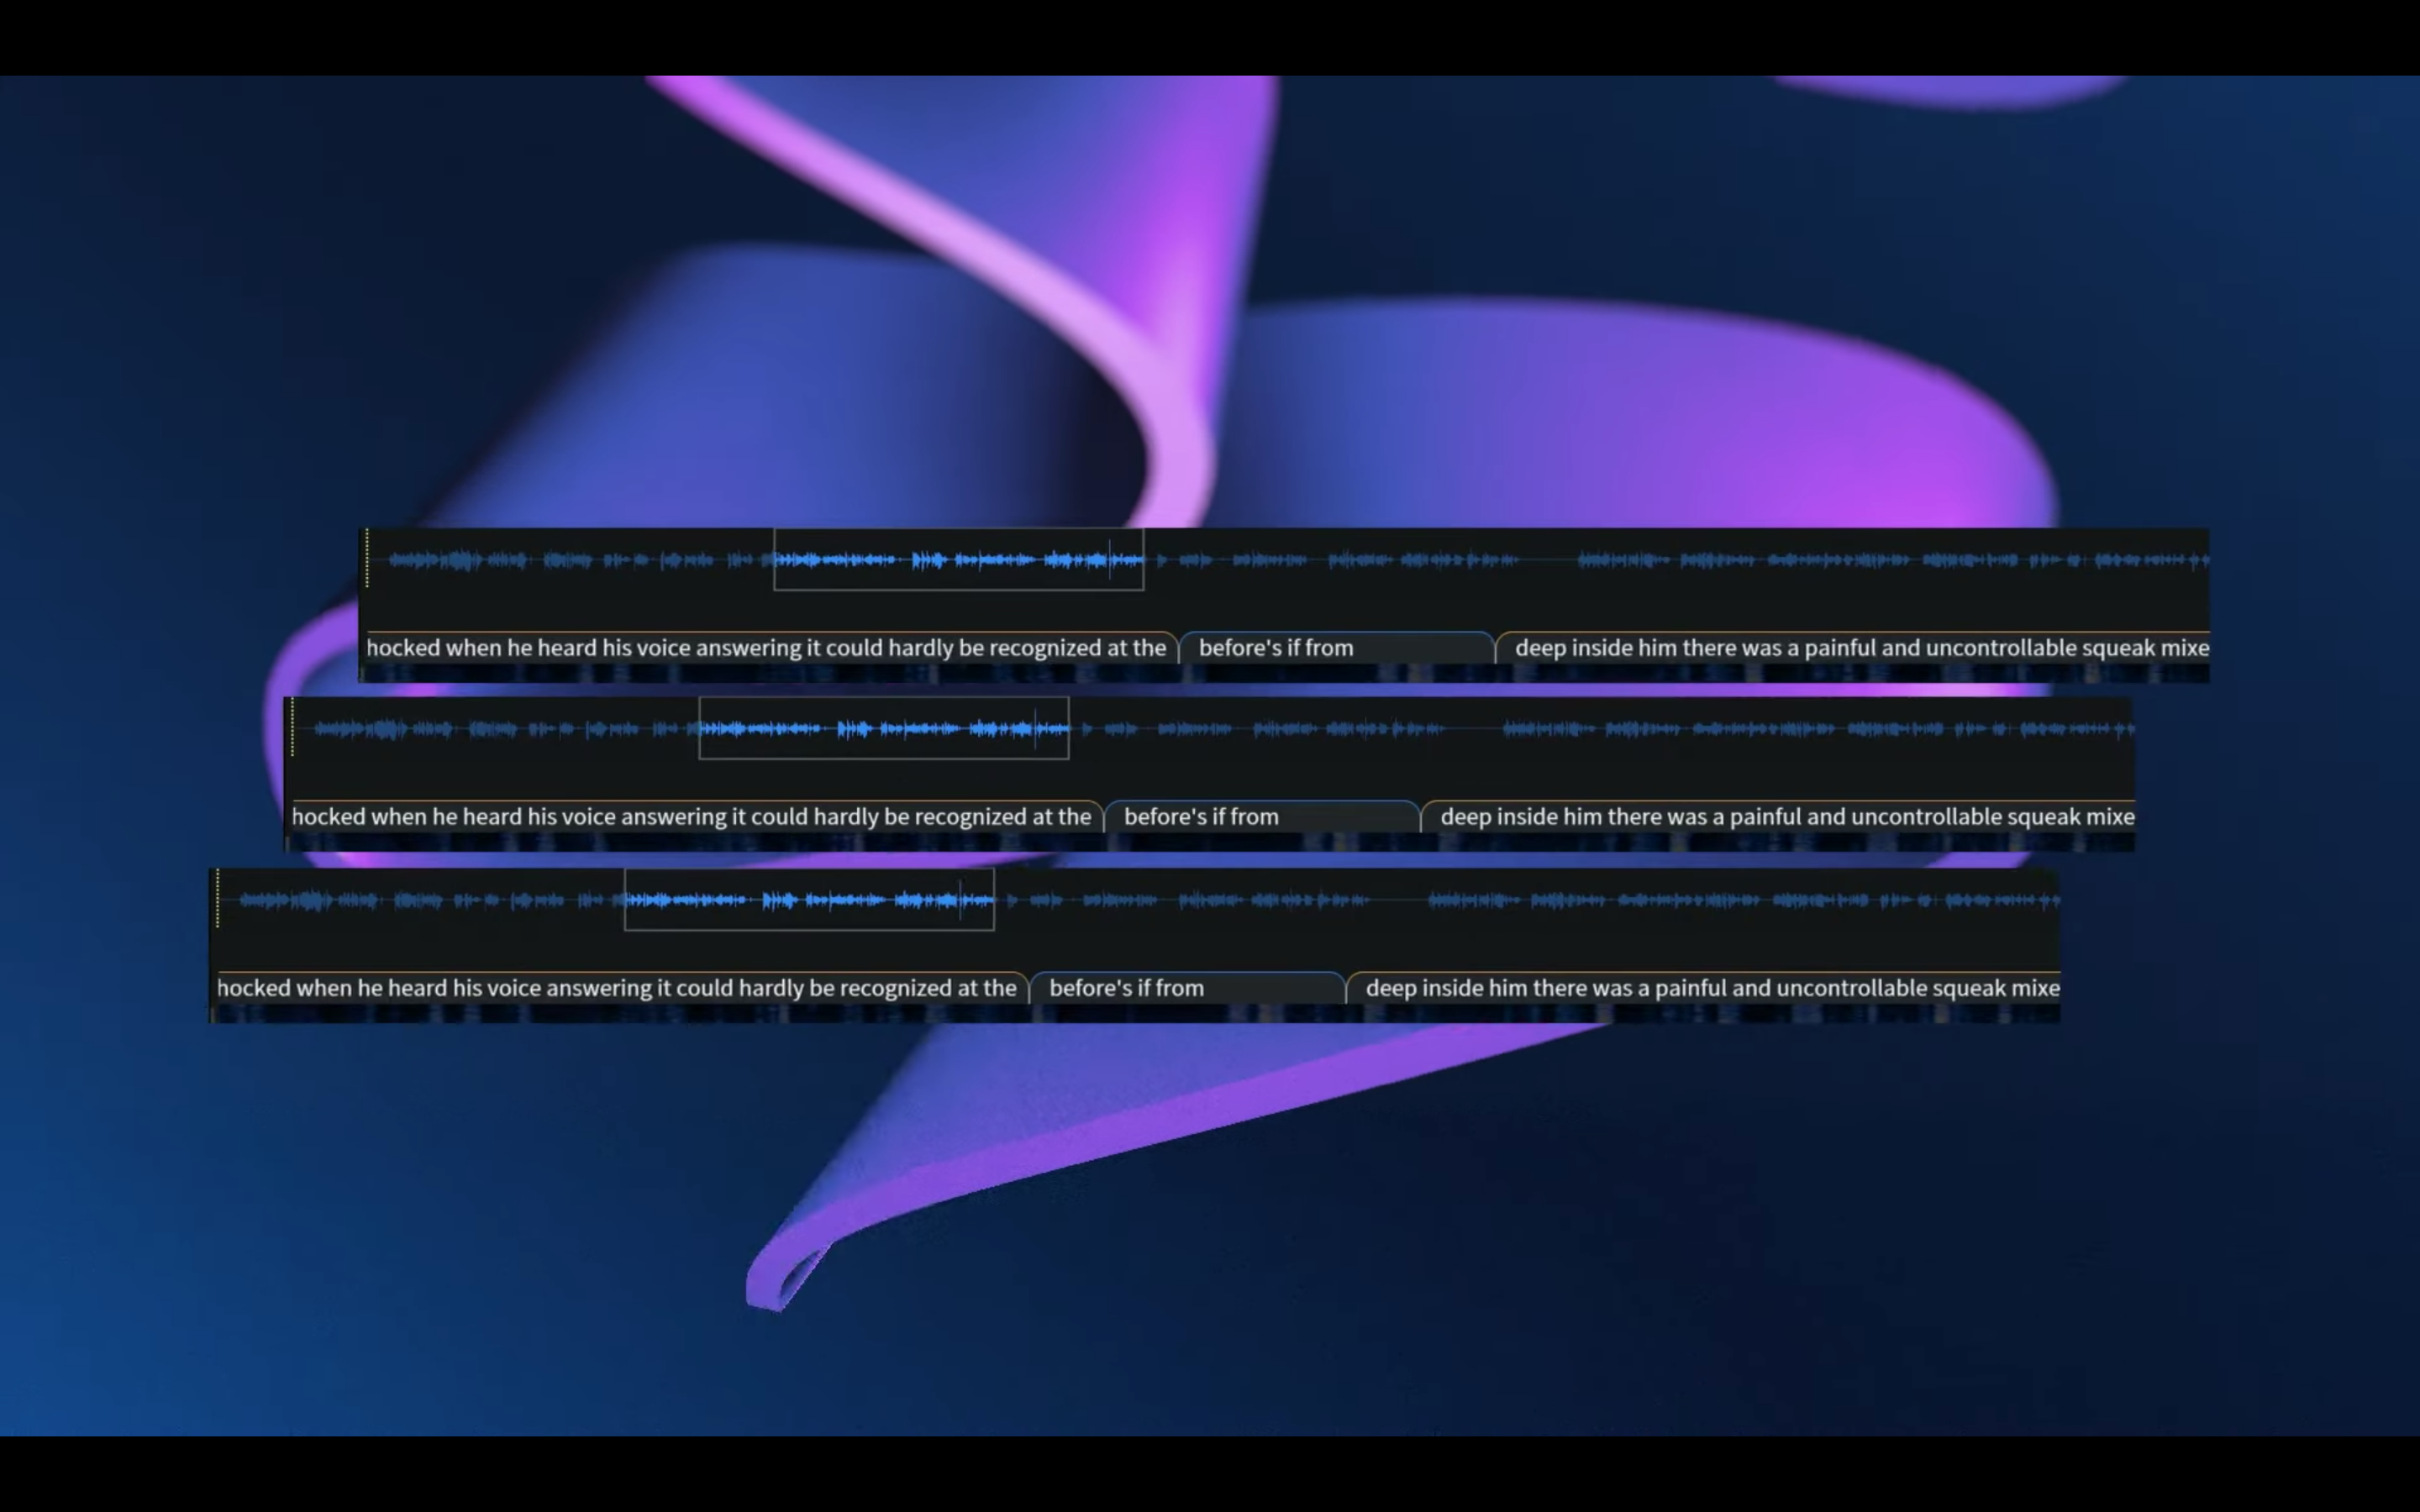 hocked when he heard his voice answering it could hardly be recognized at the before's if from deep inside him there was a painful and uncontrollable squeak mixe
hocked when he heard his voice answering it could hardly be recognized at the before's if from deep inside him there was a painful and uncontrollable squeak mixe
hocked when he heard his voice answering it could hardly be recognized at the before's if from deep inside him there was a painful and uncontrollable squeak mixe